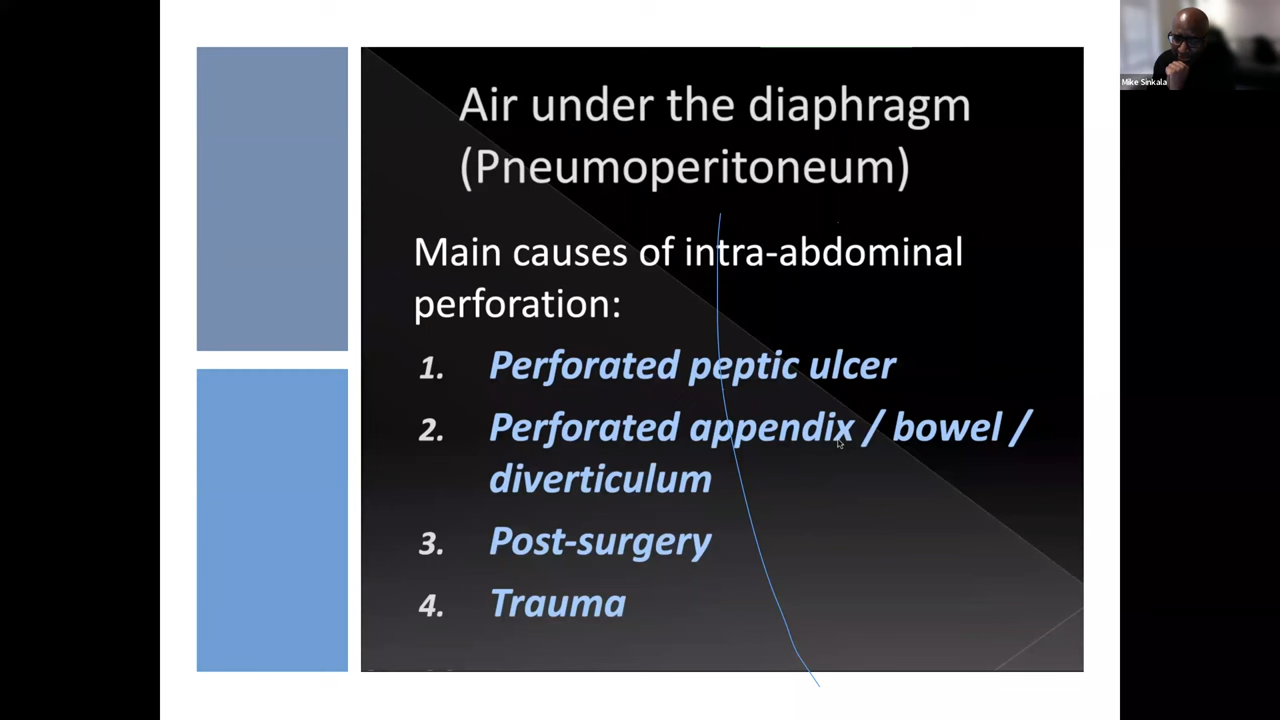 Air under the diaphragm
(Pneumoperitoneum)
Main causes of intra-abdominal
perforation:
1. Perforated peptic ulcer
2. Perforated appendix / bowel /
diverticulum
3. Post-surgery
4. Trauma
Mike Sinkala